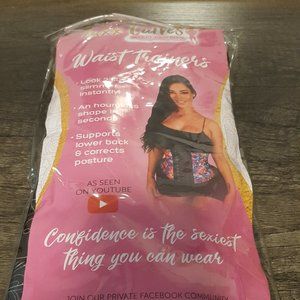 Curves
Waist Trainers
slimmer
instantly
· An hourglass
shape in
seconds
· Supports
lower back
& corrects
posture
AS SEEN
ON YOUTUBE
Confidence is the sexiest
thing you can wear
JOIN OUR PRIVATE FACEBOOK COMMUNITY